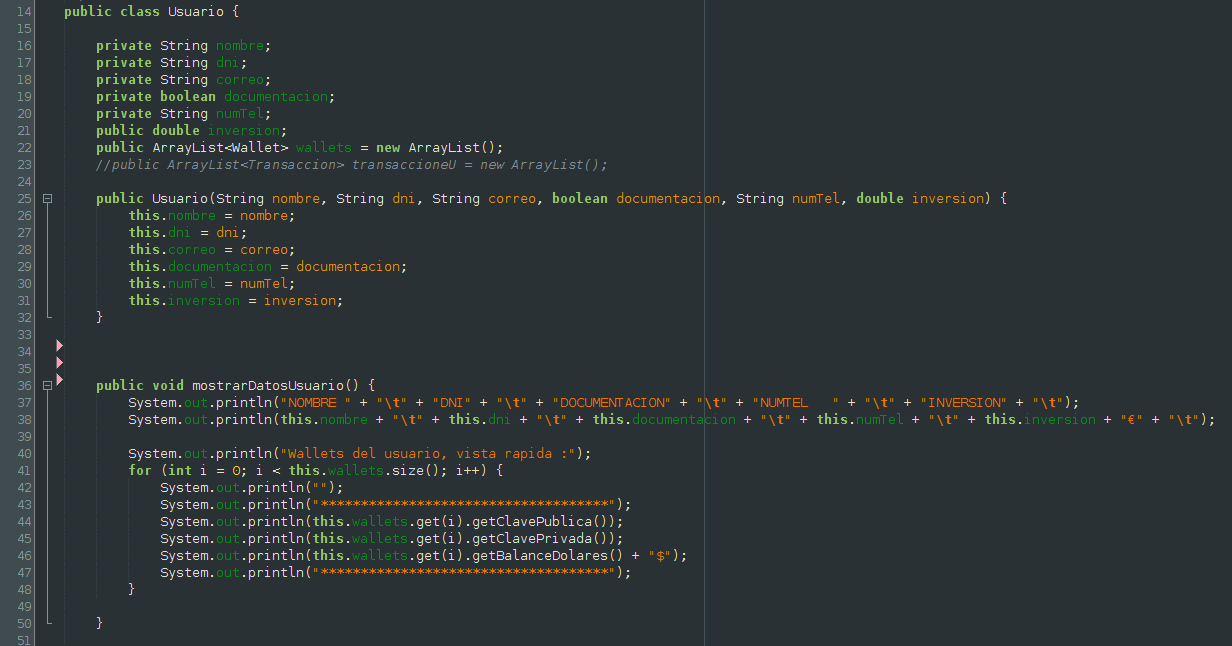 14 public class Usuario {
15
16 private String nombre;
17 private String dni;
18 private String correo;
19 private boolean documentacion;
20 private String numTel;
21 public double inversion;
22 public ArrayList<Wallet> wallets = new ArrayList();
23 //public ArrayList<Transaccion> transaccioneU = new ArrayList();
24
25 public Usuario(String nombre, String dni, String correo, boolean documentacion, String numTel, double inversion) {
26 this.nombre = nombre;
27 this.dni = dni;
28 this.correo = correo;
29 this.documentacion = documentacion;
30 this.numTel = numTel;
31 this.inversion = inversion;
32 }
33
34
35
36 public void mostrarDatosUsuario() {
37 System.out.println("NOMBRE " + "\t" + "DNI" + "\t" + "DOCUMENTACION" + "\t" + "NUMTEL   " + "\t" + "INVERSION" + "\t");
38 System.out.println(this.nombre + "\t" + this.dni + "\t" + this.documentacion + "\t" + this.numTel + "\t" + this.inversion + "€" + "\t");
39
40 System.out.println("Wallets del usuario, vista rapida :");
41 for (int i = 0; i < this.wallets.size(); i++) {
42 System.out.println("");
43 System.out.println("************************************");
44 System.out.println(this.wallets.get(i).getClavePublica());
45 System.out.println(this.wallets.get(i).getClavePrivada());
46 System.out.println(this.wallets.get(i).getBalanceDolares() + "$");
47 System.out.println("************************************");
48 }
49
50 }
51